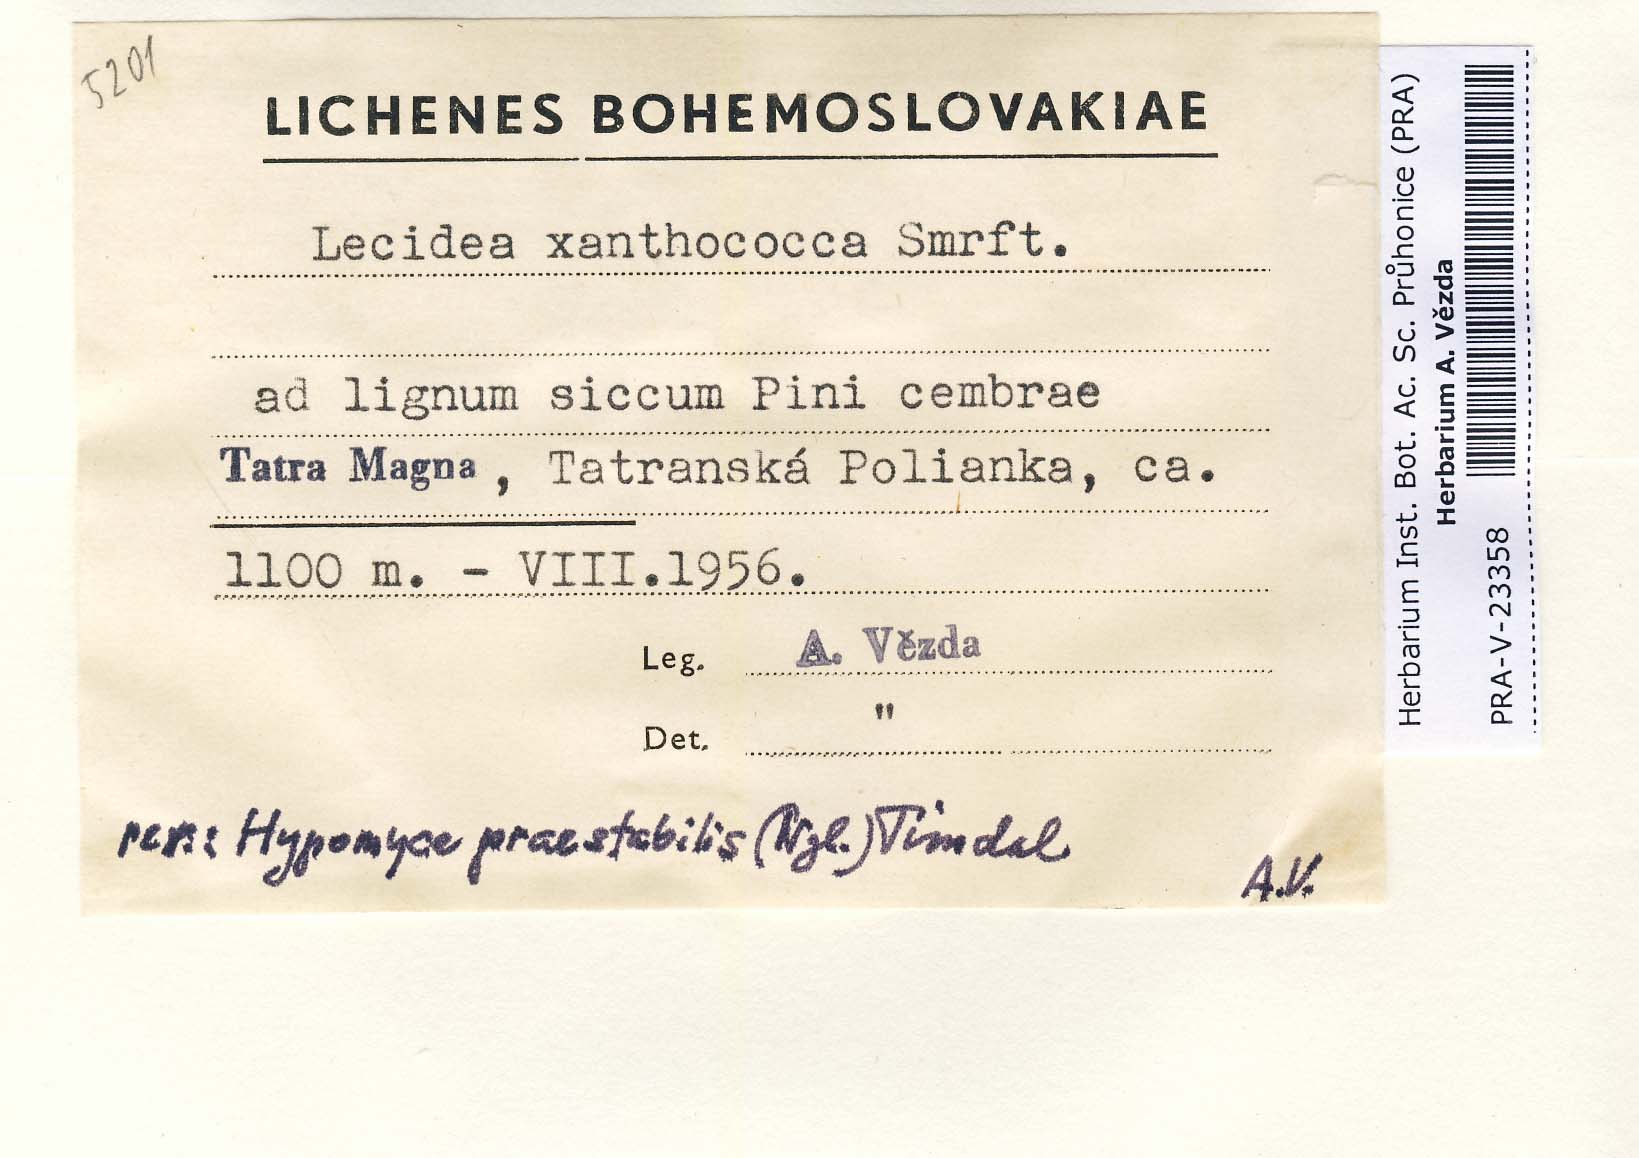 5201
LICHENES BOHEMOSLOVAKIAE
Lecidea xanthococca Smrft.
ad lignum siccum Pini cembrae
Tatra Magna, Tatranská Polianka, ca.
1100 m. - VIII.1956.
Leg. A. Vězda
Det. "
rev.: Hypomyce praestabilis (Nyl.) Timdal
A.V.
Herbarium Inst. Bot. Ac. Sc. Průhonice (PRA)
Herbarium A. Vězda
PRA-V-23358